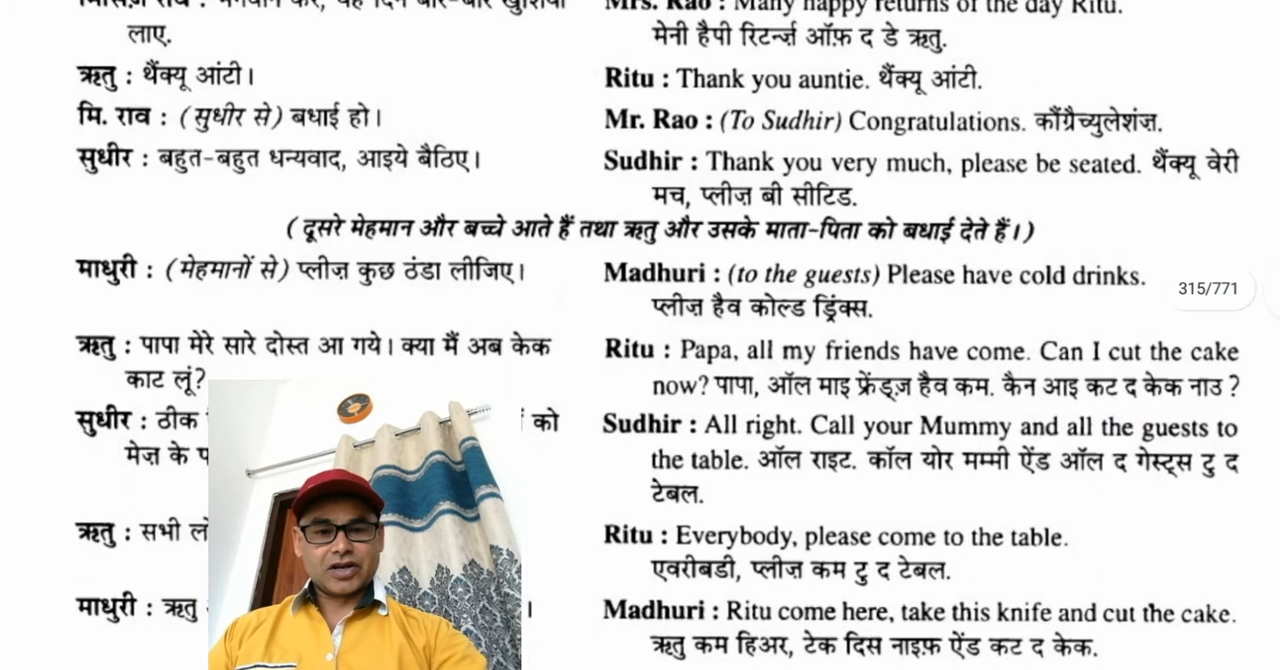 मिसिज़ राव : भगवान करे, यह दिन बार-बार खुशियां
लाए.
ऋतु : थैंक्यू आंटी।
मि. राव : (सुधीर से) बधाई हो।
सुधीर : बहुत-बहुत धन्यवाद, आइये बैठिए।
Mrs. Rao : Many happy returns of the day Ritu.
मेनी हैपी रिटर्न्ज़ ऑफ़ द डे ऋतु.
Ritu : Thank you auntie. थैंक्यू आंटी.
Mr. Rao : (To Sudhir) Congratulations. कौंग्रैच्युलेशंज़.
Sudhir : Thank you very much, please be seated. थैंक्यू वेरी
मच, प्लीज़ बी सीटिड.
( दूसरे मेहमान और बच्चे आते हैं तथा ऋतु और उसके माता-पिता को बधाई देते हैं। )
माधुरी : (मेहमानों से) प्लीज़ कुछ ठंडा लीजिए।
ऋतु : पापा मेरे सारे दोस्त आ गये। क्या मैं अब केक
काट लूं?
सुधीर : ठीक को
मेज़ के
ऋतु : सभी
माधुरी : ऋतु
Madhuri : (to the guests) Please have cold drinks.
प्लीज़ हैव कोल्ड ड्रिंक्स.
Ritu : Papa, all my friends have come. Can I cut the cake
now? पापा, ऑल माइ फ्रेंड्ज़ हैव कम. कैन आइ कट द केक नाउ ?
Sudhir : All right. Call your Mummy and all the guests to
the table. ऑल राइट. कॉल योर मम्मी ऐंड ऑल द गेस्ट्स टु द
टेबल.
Ritu : Everybody, please come to the table.
एवरीबडी, प्लीज़ कम टु द टेबल.
Madhuri : Ritu come here, take this knife and cut the cake.
ऋतु कम हिअर, टेक दिस नाइफ़ ऐंड कट द केक.
315/771